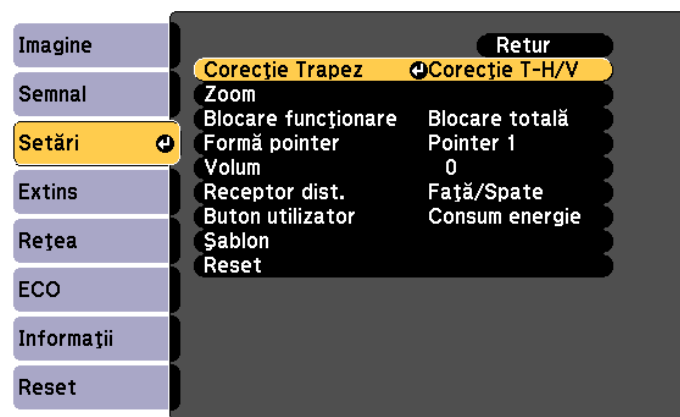 Imagine
Semnal
Setări
Extins
Reţea
ECO
Informaţii
Reset
Retur
Corecţie Trapez Corecţie T-H/V
Zoom
Blocare funcţionare Blocare totală
Formă pointer Pointer 1
Volum 0
Receptor dist. Faţă/Spate
Buton utilizator Consum energie
Şablon
Reset